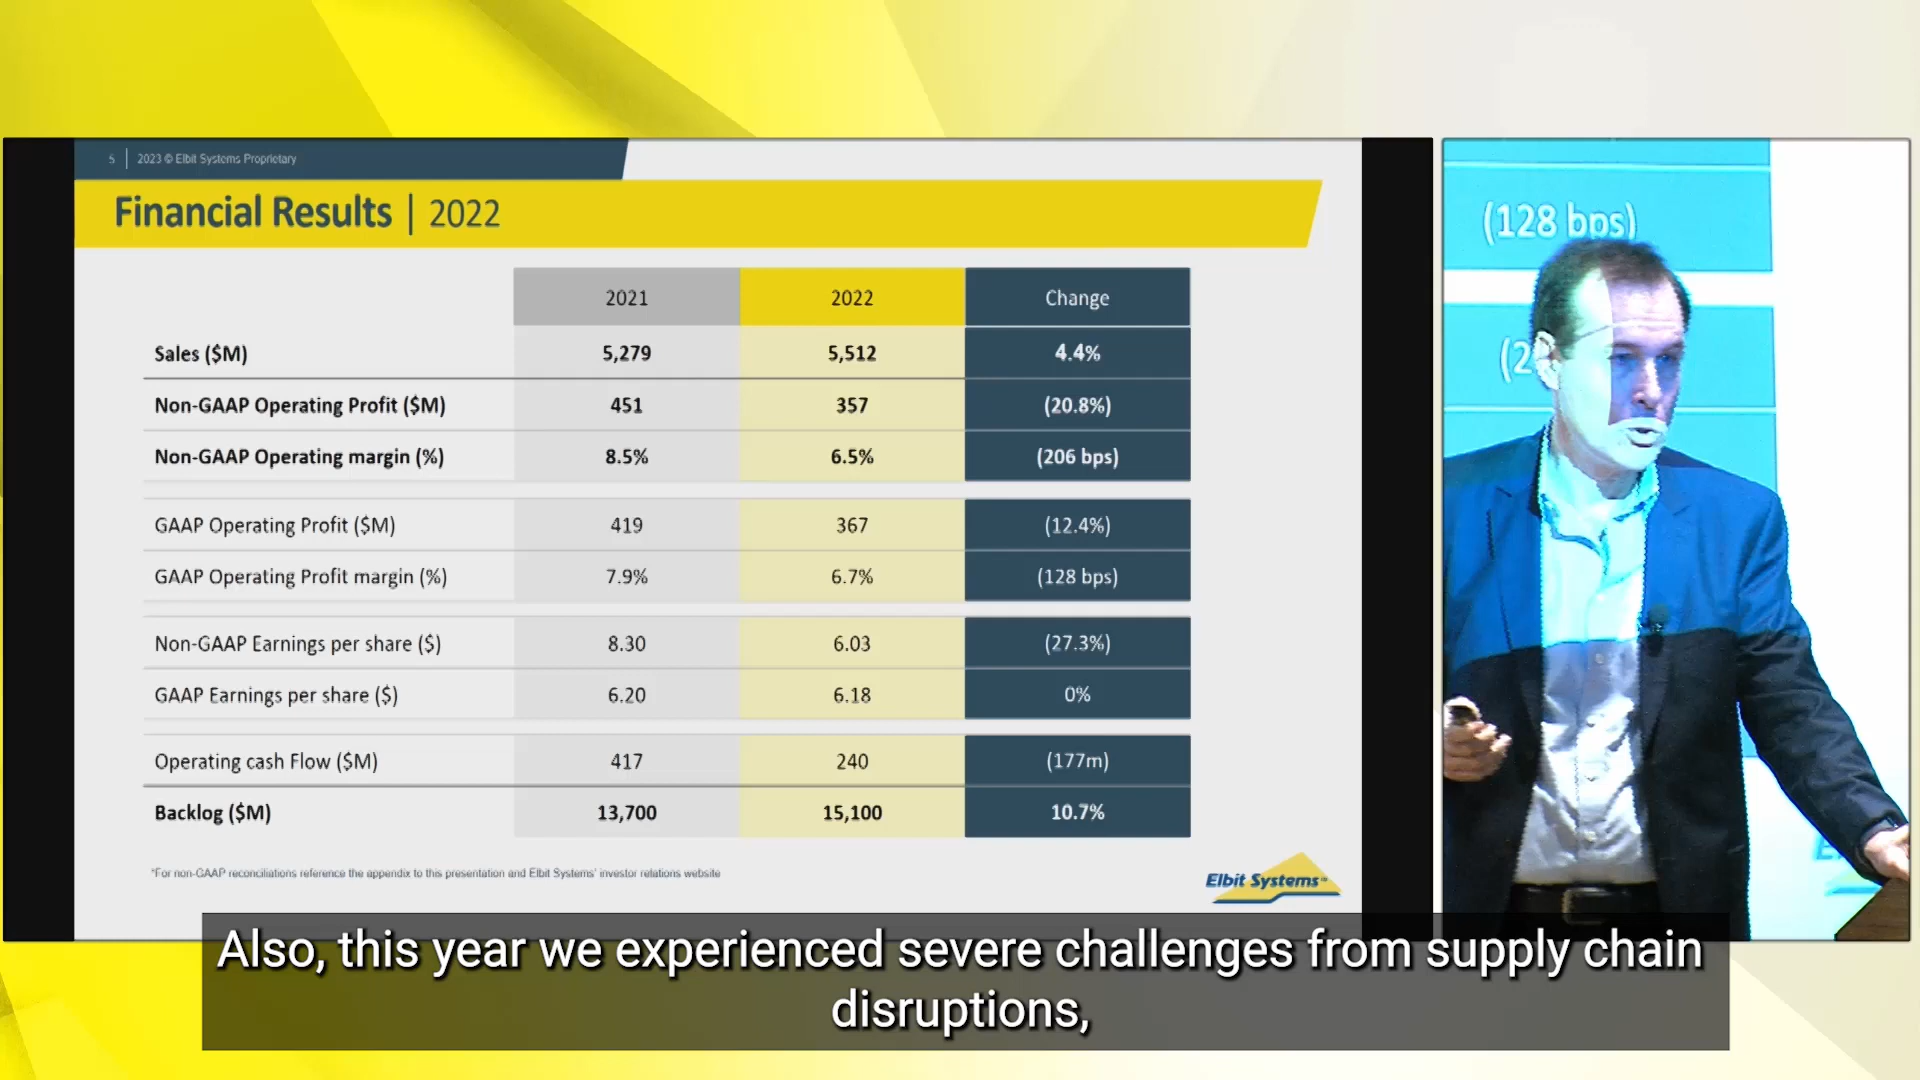 5 | 2023 © Elbit Systems Proprietary
Financial Results | 2022
2021 2022 Change
Sales ($M) 5,279 5,512 4.4%
Non-GAAP Operating Profit ($M) 451 357 (20.8%)
Non-GAAP Operating margin (%) 8.5% 6.5% (206 bps)
GAAP Operating Profit ($M) 419 367 (12.4%)
GAAP Operating Profit margin (%) 7.9% 6.7% (128 bps)
Non-GAAP Earnings per share ($) 8.30 6.03 (27.3%)
GAAP Earnings per share ($) 6.20 6.18 0%
Operating cash Flow ($M) 417 240 (177m)
Backlog ($M) 13,700 15,100 10.7%
*For non-GAAP reconciliations reference the appendix to this presentation and Elbit Systems' investor relations website
Elbit Systems™
(128 bps)
(2
Also, this year we experienced severe challenges from supply chain
disruptions,